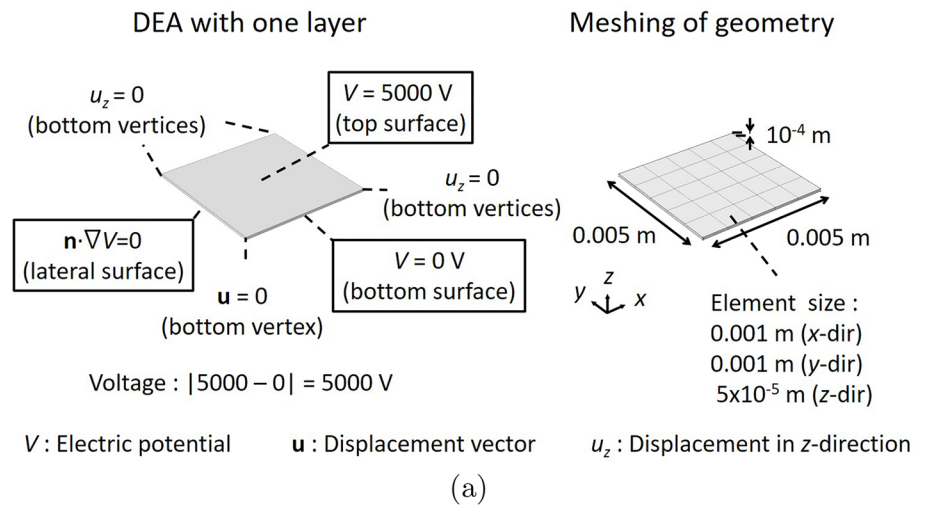 DEA with one layer
Meshing of geometry
u_z = 0
(bottom vertices)
V = 5000 V
(top surface)
10⁻⁴ m
u_z = 0
(bottom vertices)
n·∇V=0
(lateral surface)
V = 0 V
(bottom surface)
0.005 m
0.005 m
u = 0
(bottom vertex)
z
y
x
Element size :
0.001 m (x-dir)
0.001 m (y-dir)
5x10⁻⁵ m (z-dir)
Voltage : |5000 – 0| = 5000 V
V : Electric potential
u : Displacement vector
u_z : Displacement in z-direction
(a)